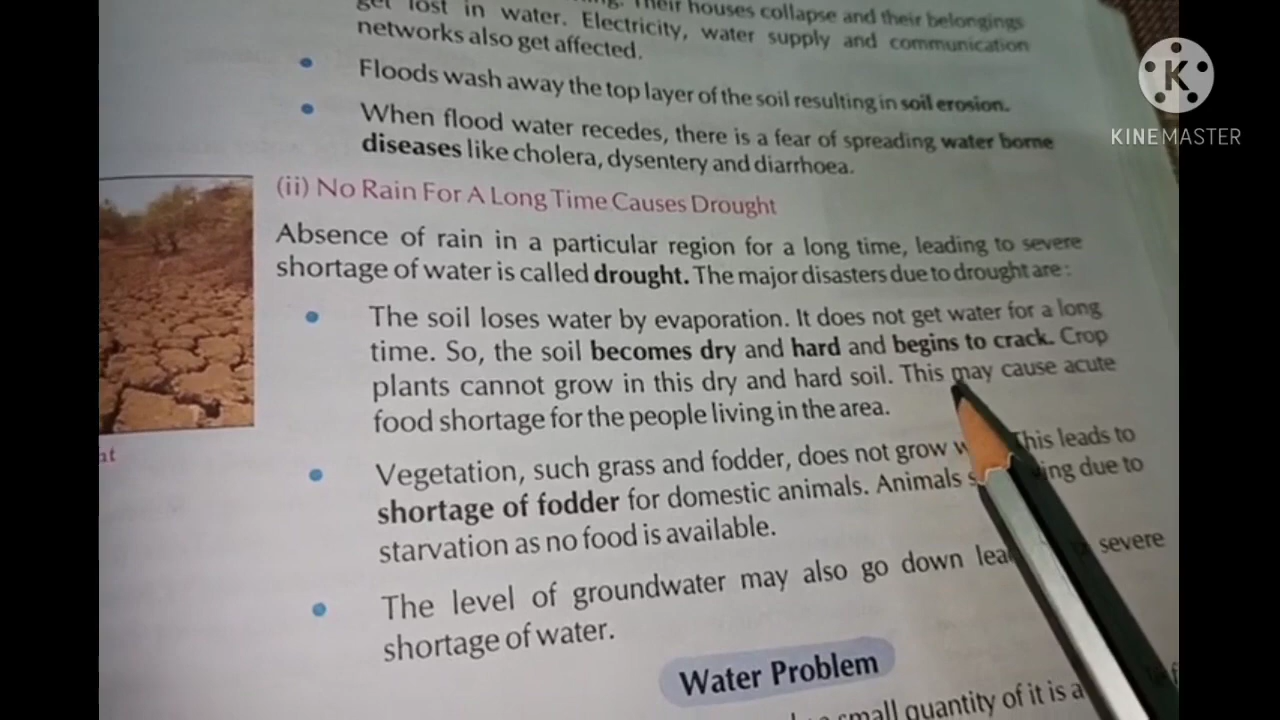 get lost in water. Their houses collapse and their belongings
networks also get affected. Electricity, water supply and communication
• Floods wash away the top layer of the soil resulting in soil erosion.
• When flood water recedes, there is a fear of spreading water borne
diseases like cholera, dysentery and diarrhoea.
(ii) No Rain For A Long Time Causes Drought
Absence of rain in a particular region for a long time, leading to severe
shortage of water is called drought. The major disasters due to drought are :
• The soil loses water by evaporation. It does not get water for a long
time. So, the soil becomes dry and hard and begins to crack. Crop
plants cannot grow in this dry and hard soil. This may cause acute
food shortage for the people living in the area.
• Vegetation, such grass and fodder, does not grow This leads to
shortage of fodder for domestic animals. Animals due to
starvation as no food is available.
• The level of groundwater may also go down severe
shortage of water.
Water Problem
small quantity of it is
K
KINEMASTER